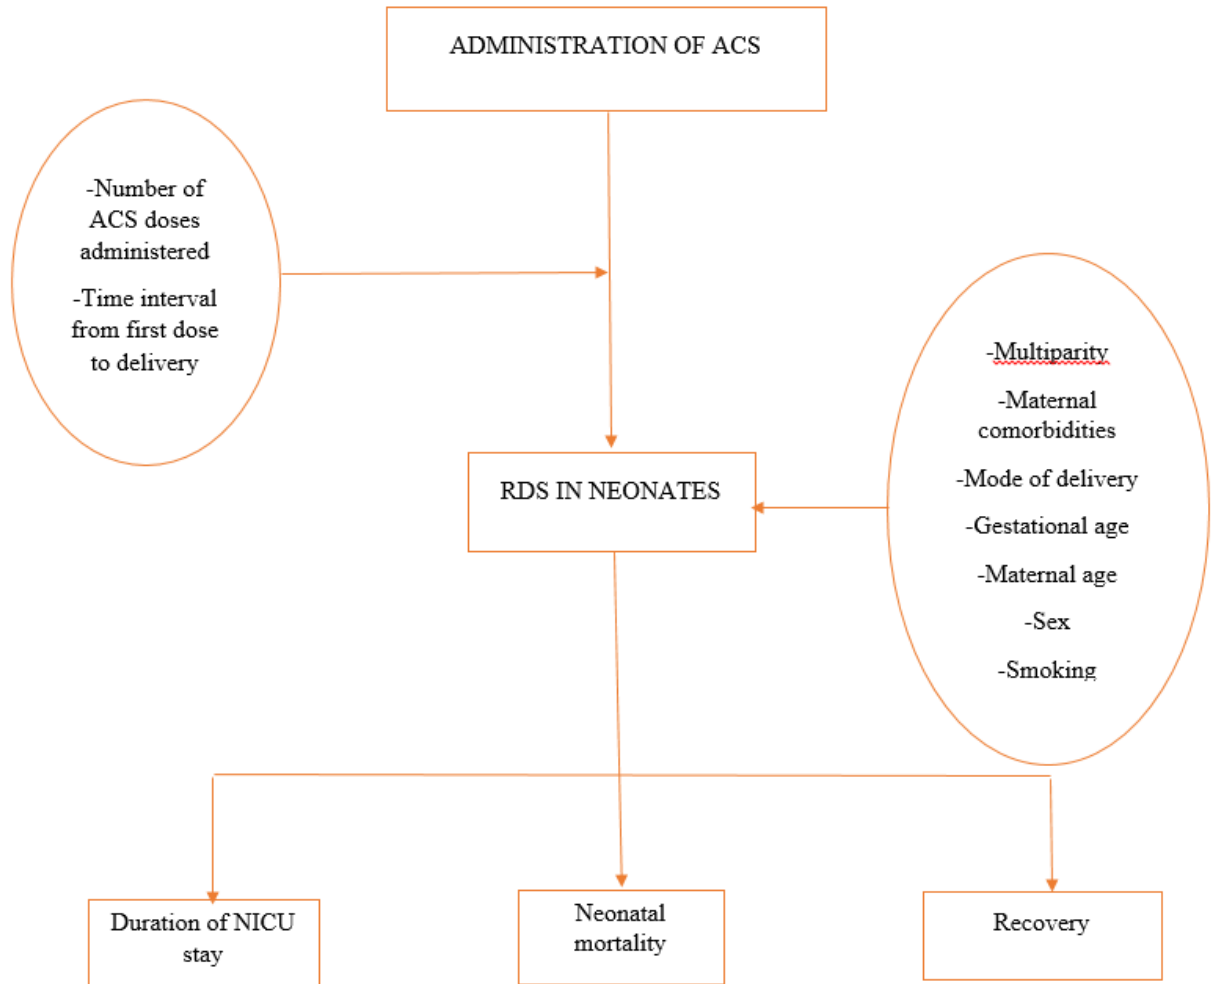 ADMINISTRATION OF ACS
-Number of
ACS doses
administered
-Time interval
from first dose
to delivery
-Multiparity
-Maternal
comorbidities
-Mode of delivery
-Gestational age
-Maternal age
-Sex
-Smoking
RDS IN NEONATES
Duration of NICU
stay
Neonatal
mortality
Recovery